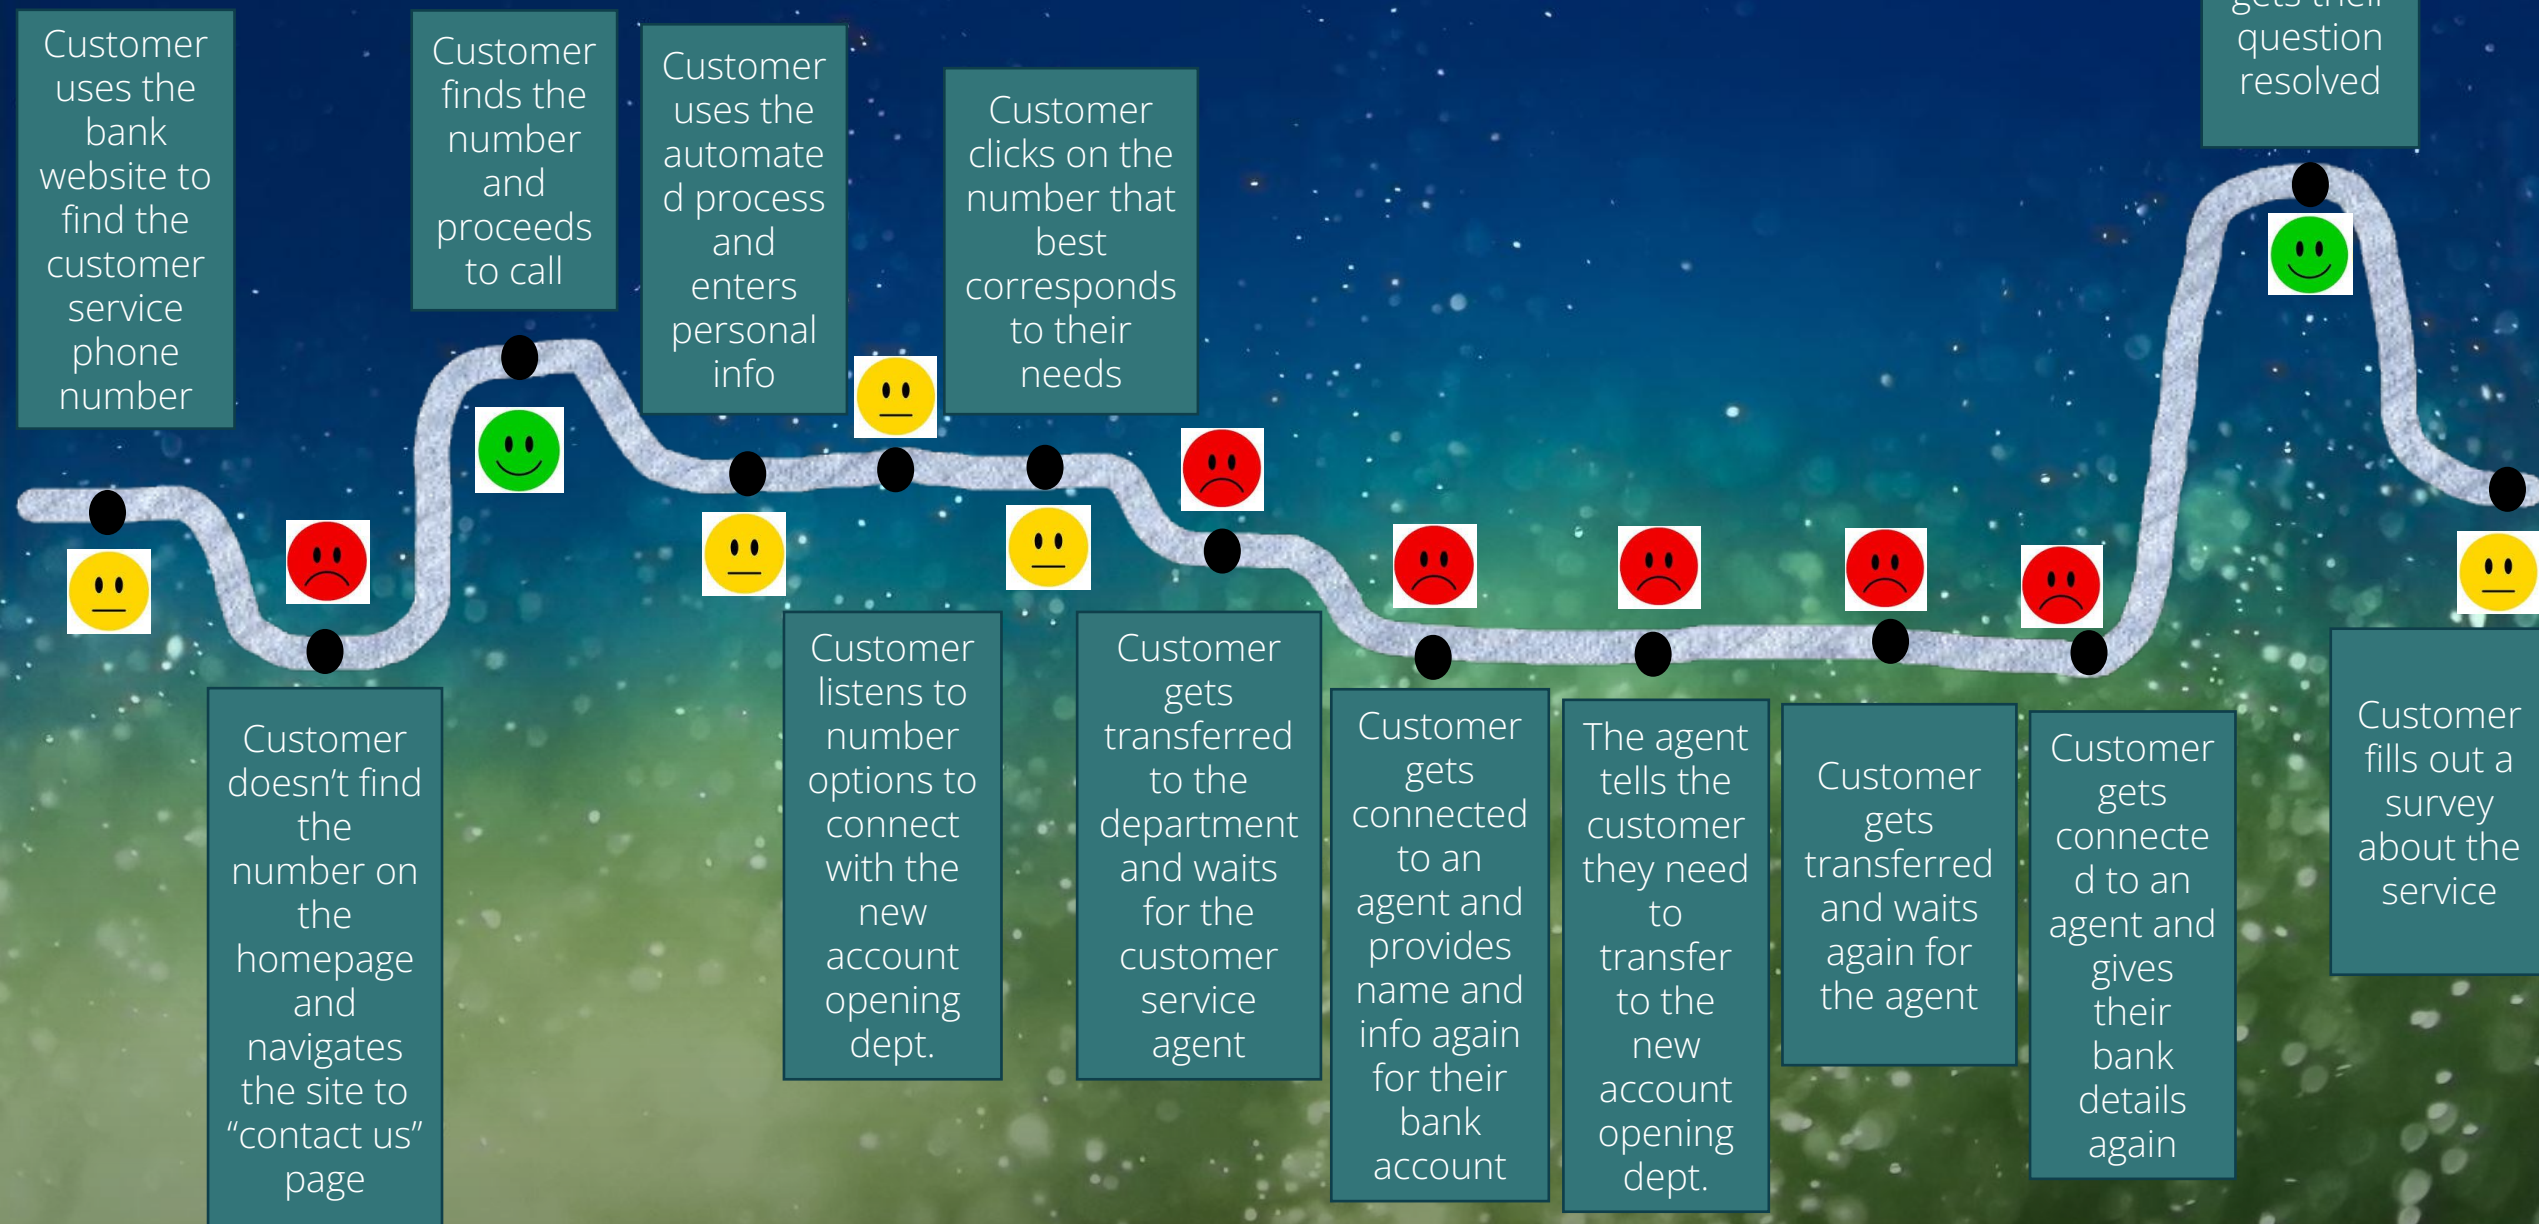 Customer
uses the
bank
website to
find the
customer
service
phone
number
Customer
doesn’t find
the
number on
the
homepage
and
navigates
the site to
“contact us”
page
Customer
finds the
number
and
proceeds
to call
Customer
uses the
automate
d process
and
enters
personal
info
Customer
listens to
number
options to
connect
with the
new
account
opening
dept.
Customer
clicks on the
number that
best
corresponds
to their
needs
Customer
gets
transferred
to the
department
and waits
for the
customer
service
agent
Customer
gets
connected
to an
agent and
provides
name and
info again
for their
bank
account
The agent
tells the
customer
they need
to
transfer
to the
new
account
opening
dept.
Customer
gets
transferred
and waits
again for
the agent
Customer
gets
connecte
d to an
agent and
gives
their
bank
details
again
gets their
question
resolved
Customer
fills out a
survey
about the
service